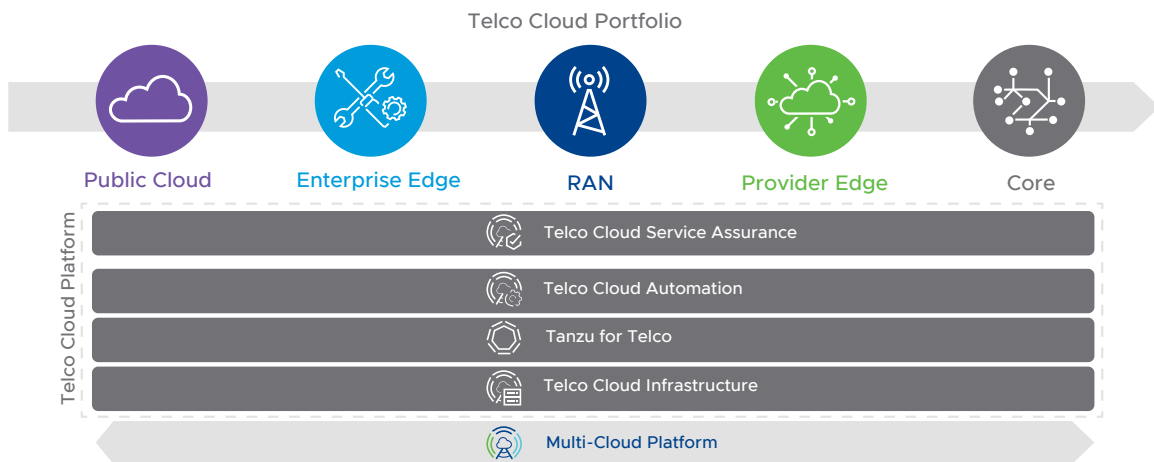 Telco Cloud Portfolio
Public Cloud
Enterprise Edge
RAN
Provider Edge
Core
Telco Cloud Platform
Telco Cloud Service Assurance
Telco Cloud Automation
Tanzu for Telco
Telco Cloud Infrastructure
Multi-Cloud Platform